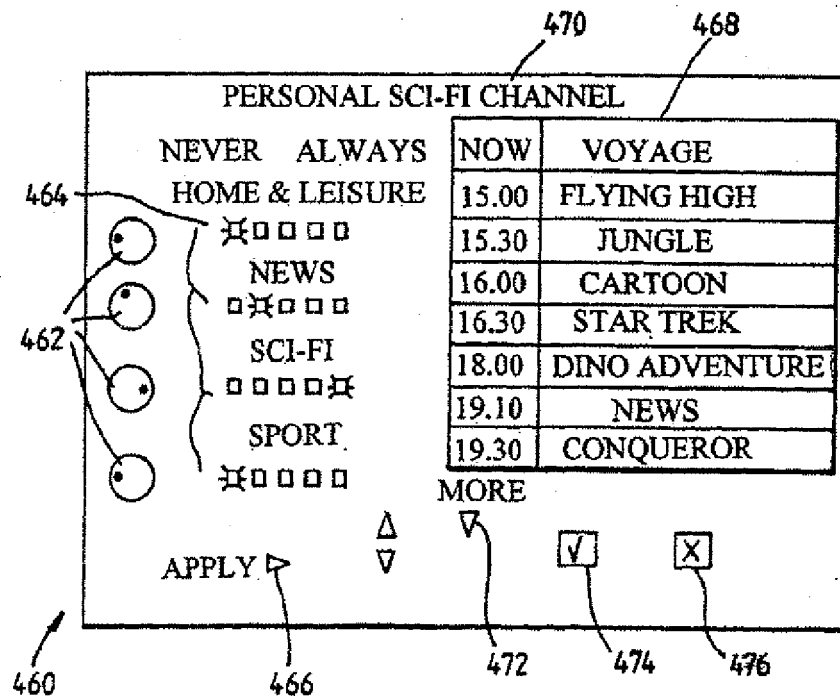 470 468
PERSONAL SCI-FI CHANNEL
NEVER ALWAYS
HOME & LEISURE
NEWS
SCI-FI
SPORT
NOW VOYAGE
15.00 FLYING HIGH
15.30 JUNGLE
16.00 CARTOON
16.30 STAR TREK
18.00 DINO ADVENTURE
19.10 NEWS
19.30 CONQUEROR
MORE
APPLY
√ X
464
462
460 466 472 474 476